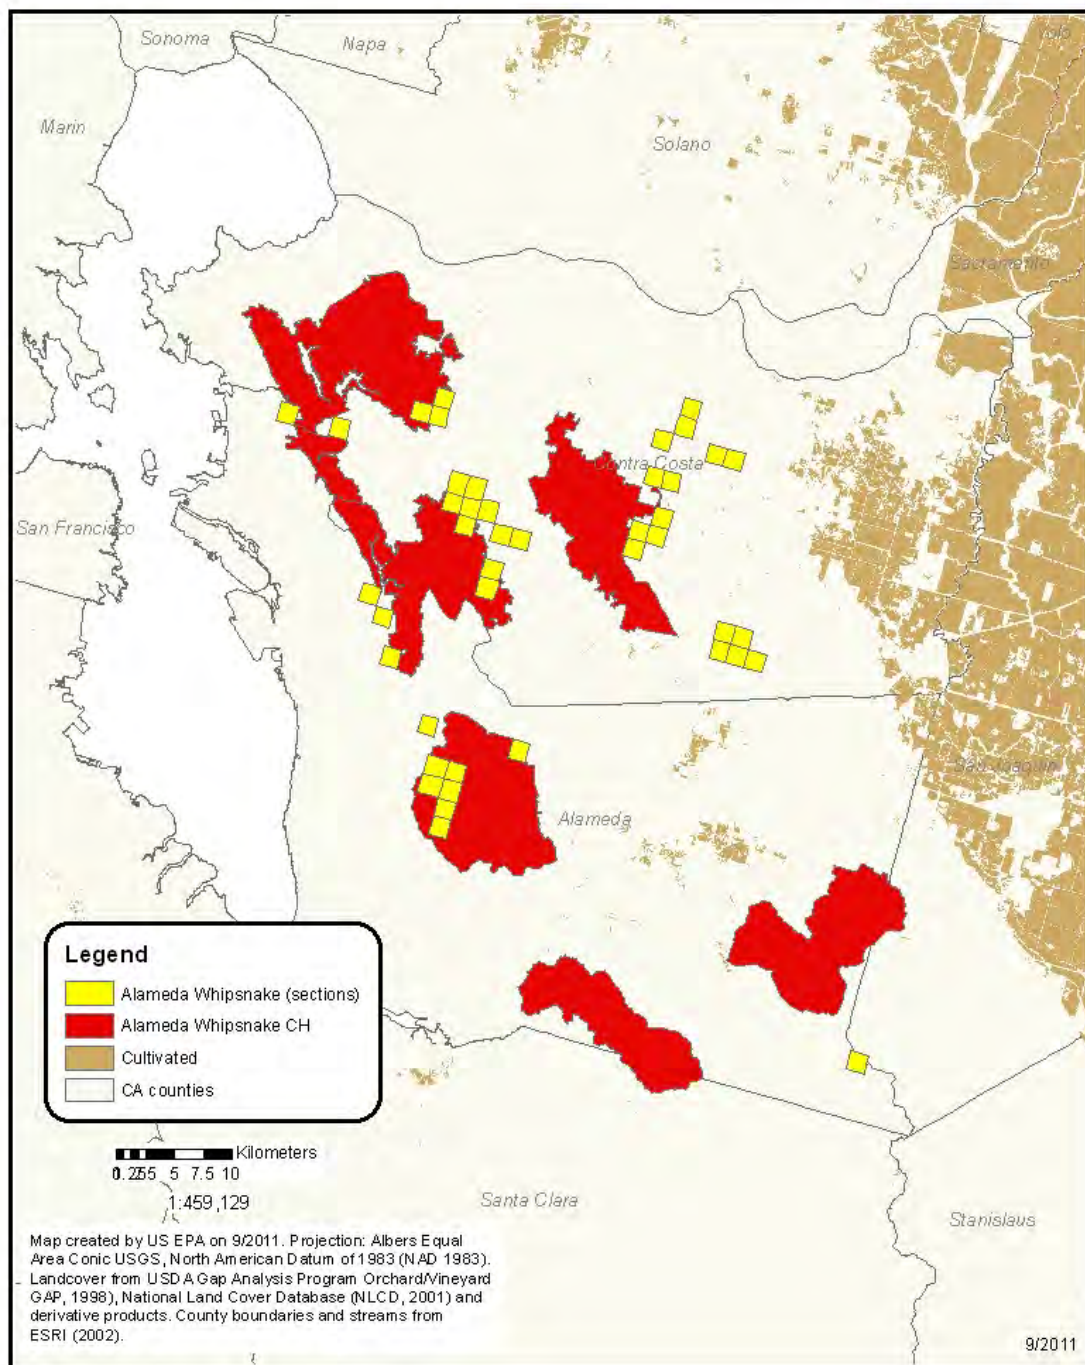 Sonoma
Napa
Yolo
Marin
Solano
Sacramento
Contra Costa
San Francisco
San Joaquin
Alameda
Legend
Alameda Whipsnake (sections)
Alameda Whipsnake CH
Cultivated
CA counties
Kilometers
5 7.5 10
1:459,129
Santa Clara
Stanislaus
Map created by US EPA on 9/2011. Projection: Albers Equal
Area Conic USGS, North American Datum of 1983 (NAD 1983).
Landcover from USDA Gap Analysis Program Orchard/Vineyard
GAP, 1998), National Land Cover Database (NLCD, 2001) and
derivative products. County boundaries and streams from
ESRI (2002).
9/2011